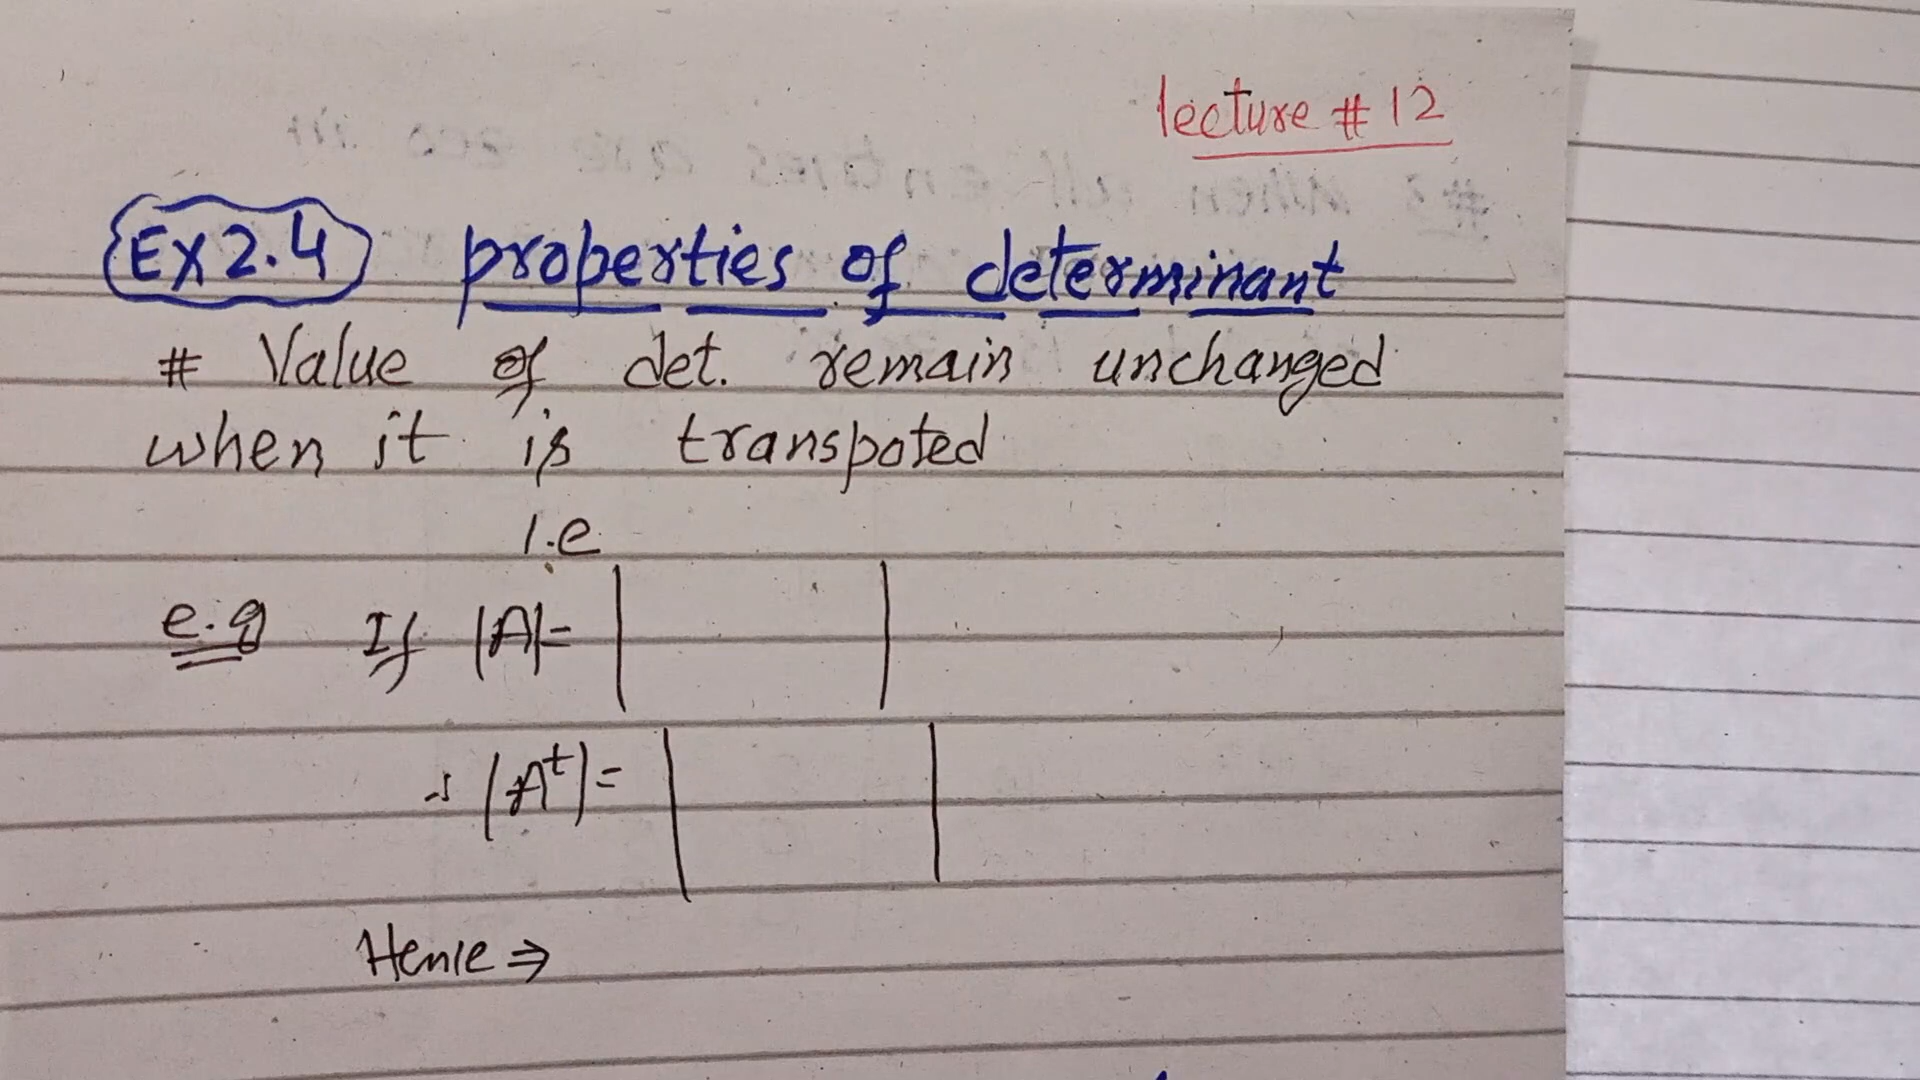 lecture # 12
Ex 2.4 properties of determinant
# Value of det. remain unchanged
when it is transpoted
i.e
e.g If |A| = | |
|A^t| = | |
Hence ⇒